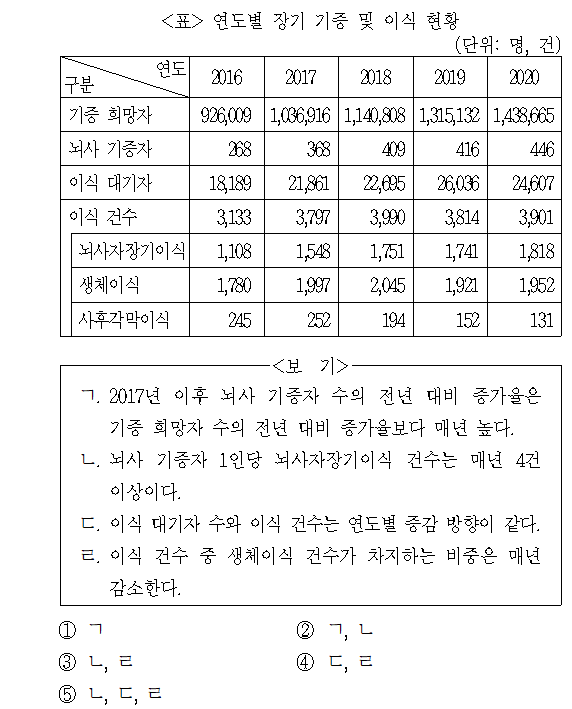 <표> 연도별 장기 기증 및 이식 현황
(단위: 명, 건)
구분 연도 2016 2017 2018 2019 2020
기증 희망자 926,009 1,036,916 1,140,808 1,315,132 1,438,665
뇌사 기증자 268 368 409 416 446
이식 대기자 18,189 21,861 22,695 26,036 24,607
이식 건수 3,133 3,797 3,990 3,814 3,901
뇌사자장기이식 1,108 1,548 1,751 1,741 1,818
생체이식 1,780 1,997 2,045 1,921 1,952
사후각막이식 245 252 194 152 131
<보 기>
ㄱ. 2017년 이후 뇌사 기증자 수의 전년 대비 증가율은
기증 희망자 수의 전년 대비 증가율보다 매년 높다.
ㄴ. 뇌사 기증자 1인당 뇌사자장기이식 건수는 매년 4건
이상이다.
ㄷ. 이식 대기자 수와 이식 건수는 연도별 증감 방향이 같다.
ㄹ. 이식 건수 중 생체이식 건수가 차지하는 비중은 매년
감소한다.
① ㄱ ② ㄱ, ㄴ
③ ㄴ, ㄹ ④ ㄷ, ㄹ
⑤ ㄴ, ㄷ, ㄹ